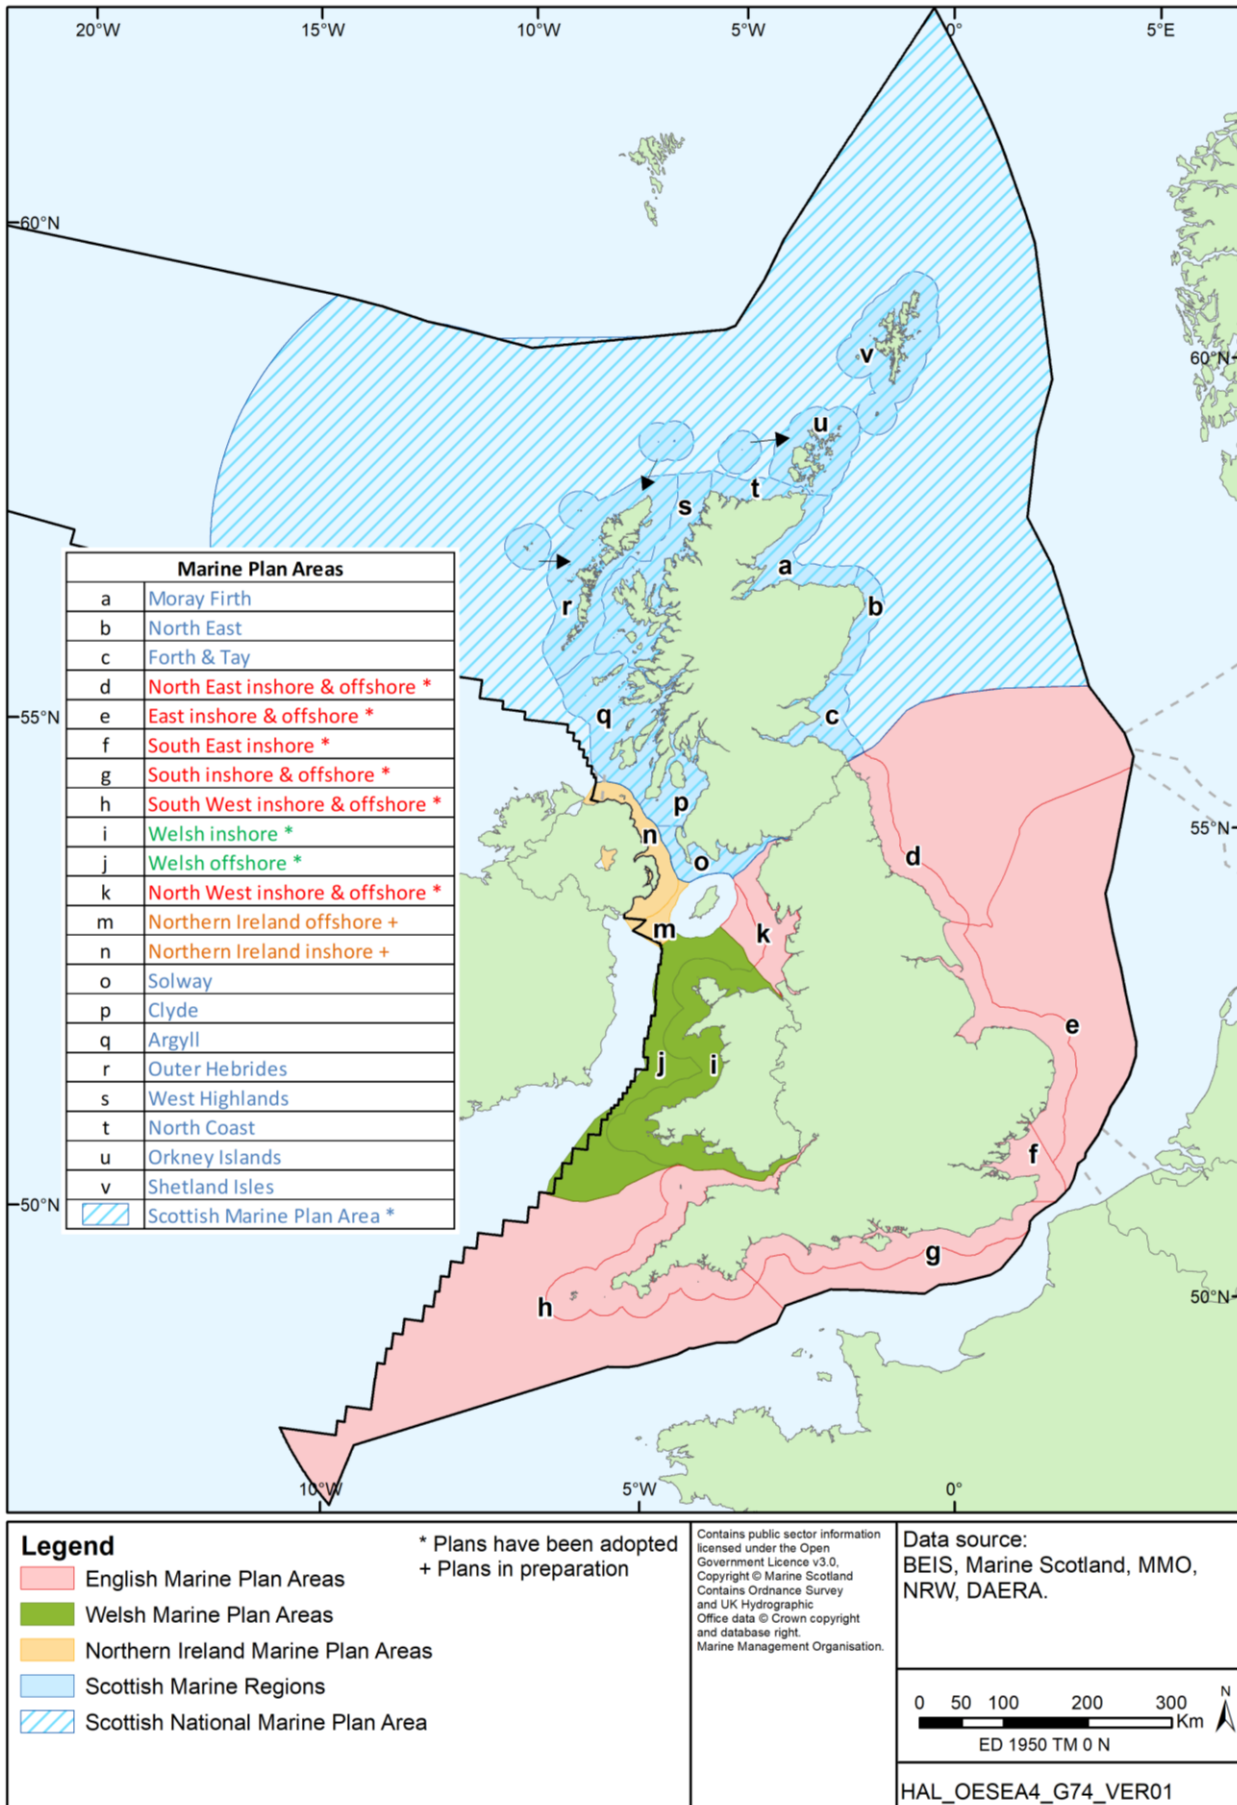 20°W 15°W 10°W 5°W 0° 5°E
60°N
v
60°N
u
t
s
a
r
b
Marine Plan Areas
a Moray Firth
b North East
c Forth & Tay
d North East inshore & offshore *
e East inshore & offshore *
f South East inshore *
g South inshore & offshore *
h South West inshore & offshore *
i Welsh inshore *
j Welsh offshore *
k North West inshore & offshore *
m Northern Ireland offshore +
n Northern Ireland inshore +
o Solway
p Clyde
q Argyll
r Outer Hebrides
s West Highlands
t North Coast
u Orkney Islands
v Shetland Isles
Scottish Marine Plan Area *
55°N
q
c
p
n
55°N
o
d
m
k
e
j
i
f
50°N
g
h
50°N
10°W 5°W 0°
Legend
English Marine Plan Areas
Welsh Marine Plan Areas
Northern Ireland Marine Plan Areas
Scottish Marine Regions
Scottish National Marine Plan Area
* Plans have been adopted
+ Plans in preparation
Contains public sector information
licensed under the Open
Government Licence v3.0,
Copyright © Marine Scotland
Contains Ordnance Survey
and UK Hydrographic
Office data © Crown copyright
and database right.
Marine Management Organisation.
Data source:
BEIS, Marine Scotland, MMO,
NRW, DAERA.
0 50 100 200 300
Km
N
ED 1950 TM 0 N
HAL_OESEA4_G74_VER01